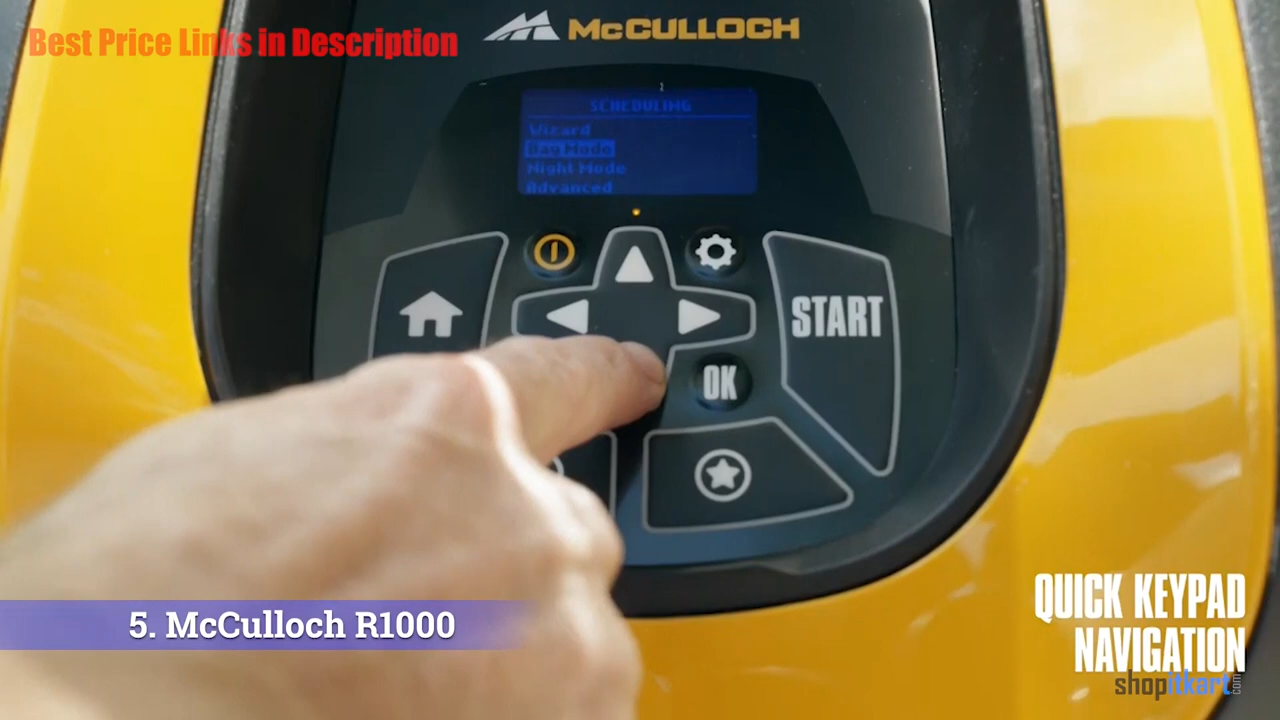 Best Price Links in Description
McCULLOCH
SCHEDULING
Wizard
Day Mode
Night Mode
Advanced
START
OK
5. McCulloch R1000
QUICK KEYPAD
NAVIGATION
shopitkart.com